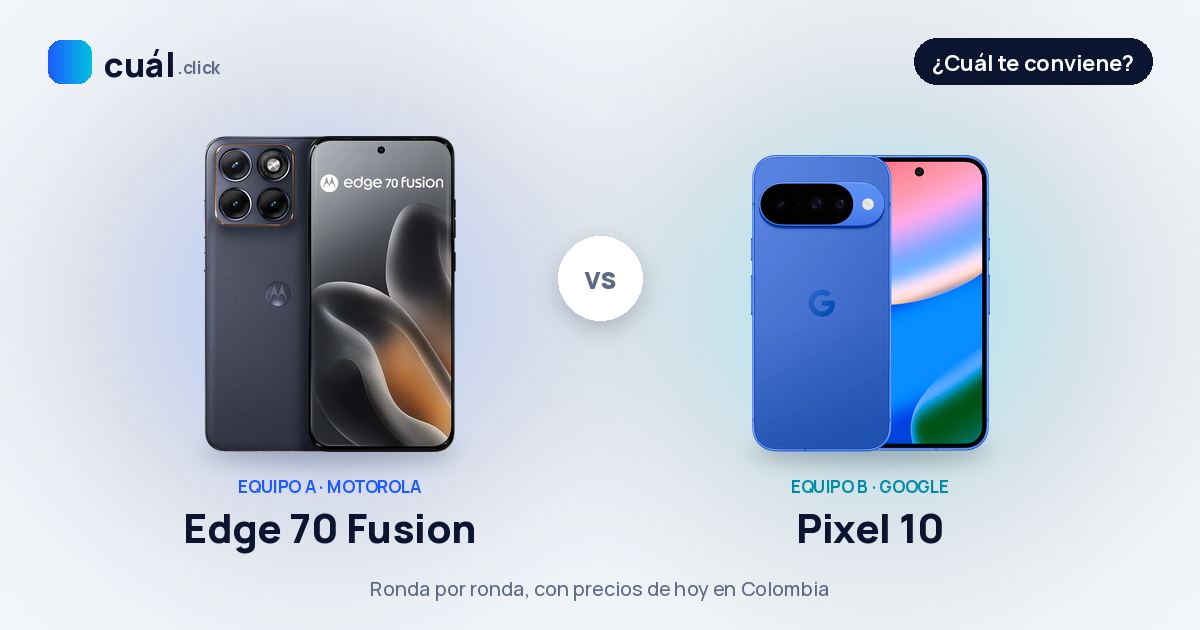 cuál.click
¿Cuál te conviene?
edge 70 fusion
vs
EQUIPO A · MOTOROLA
Edge 70 Fusion
EQUIPO B · GOOGLE
Pixel 10
Ronda por ronda, con precios de hoy en Colombia